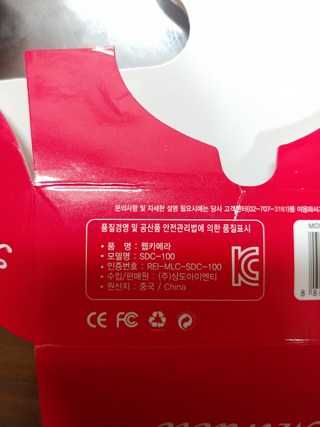 문의사항 및 자세한 설명 필요시에는 당사 고객센터(02-707-3161)를 이용하시
품질경영 및 공산품 안전관리법에 의한 품질표시
• 품 명 : 웹카메라
• 모델명 : SDC-100
• 인증번호 : REI-MLC-SDC-100
• 수입/판매원 : (주)상도아이엔티
• 원산지 : 중국 / China
CE FC